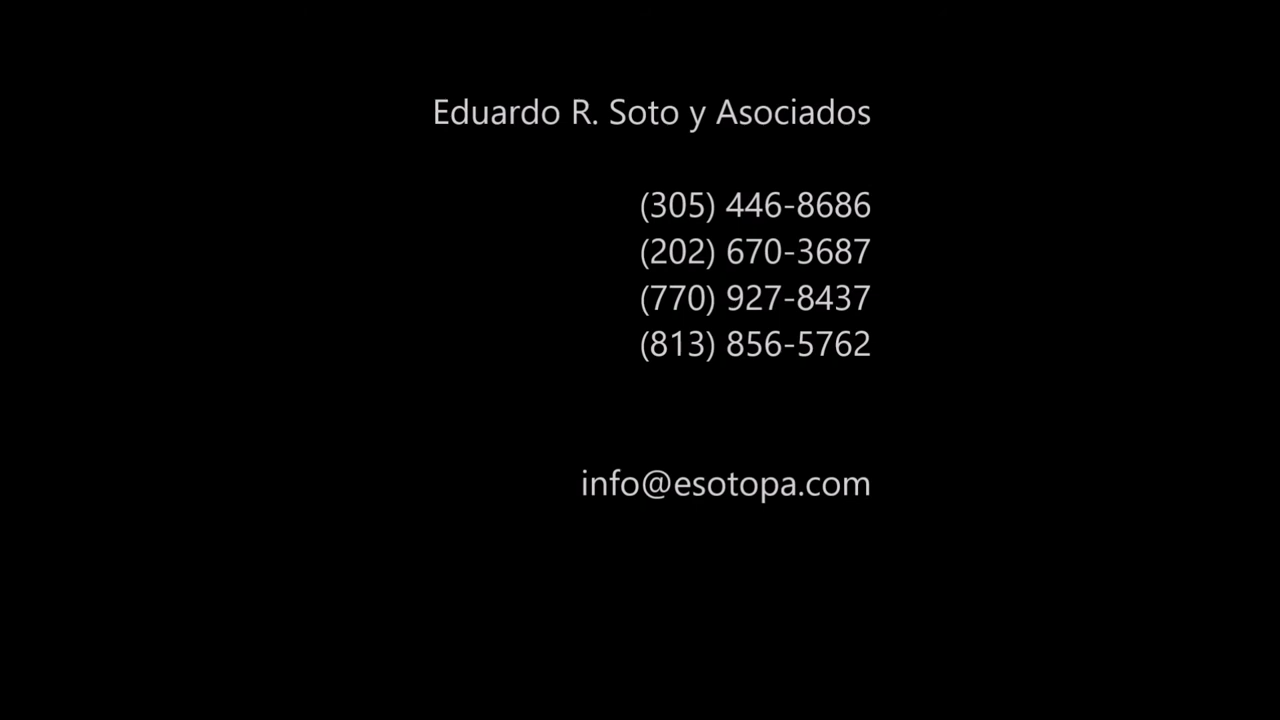 Eduardo R. Soto y Asociados
(305) 446-8686
(202) 670-3687
(770) 927-8437
(813) 856-5762
info@esotopa.com